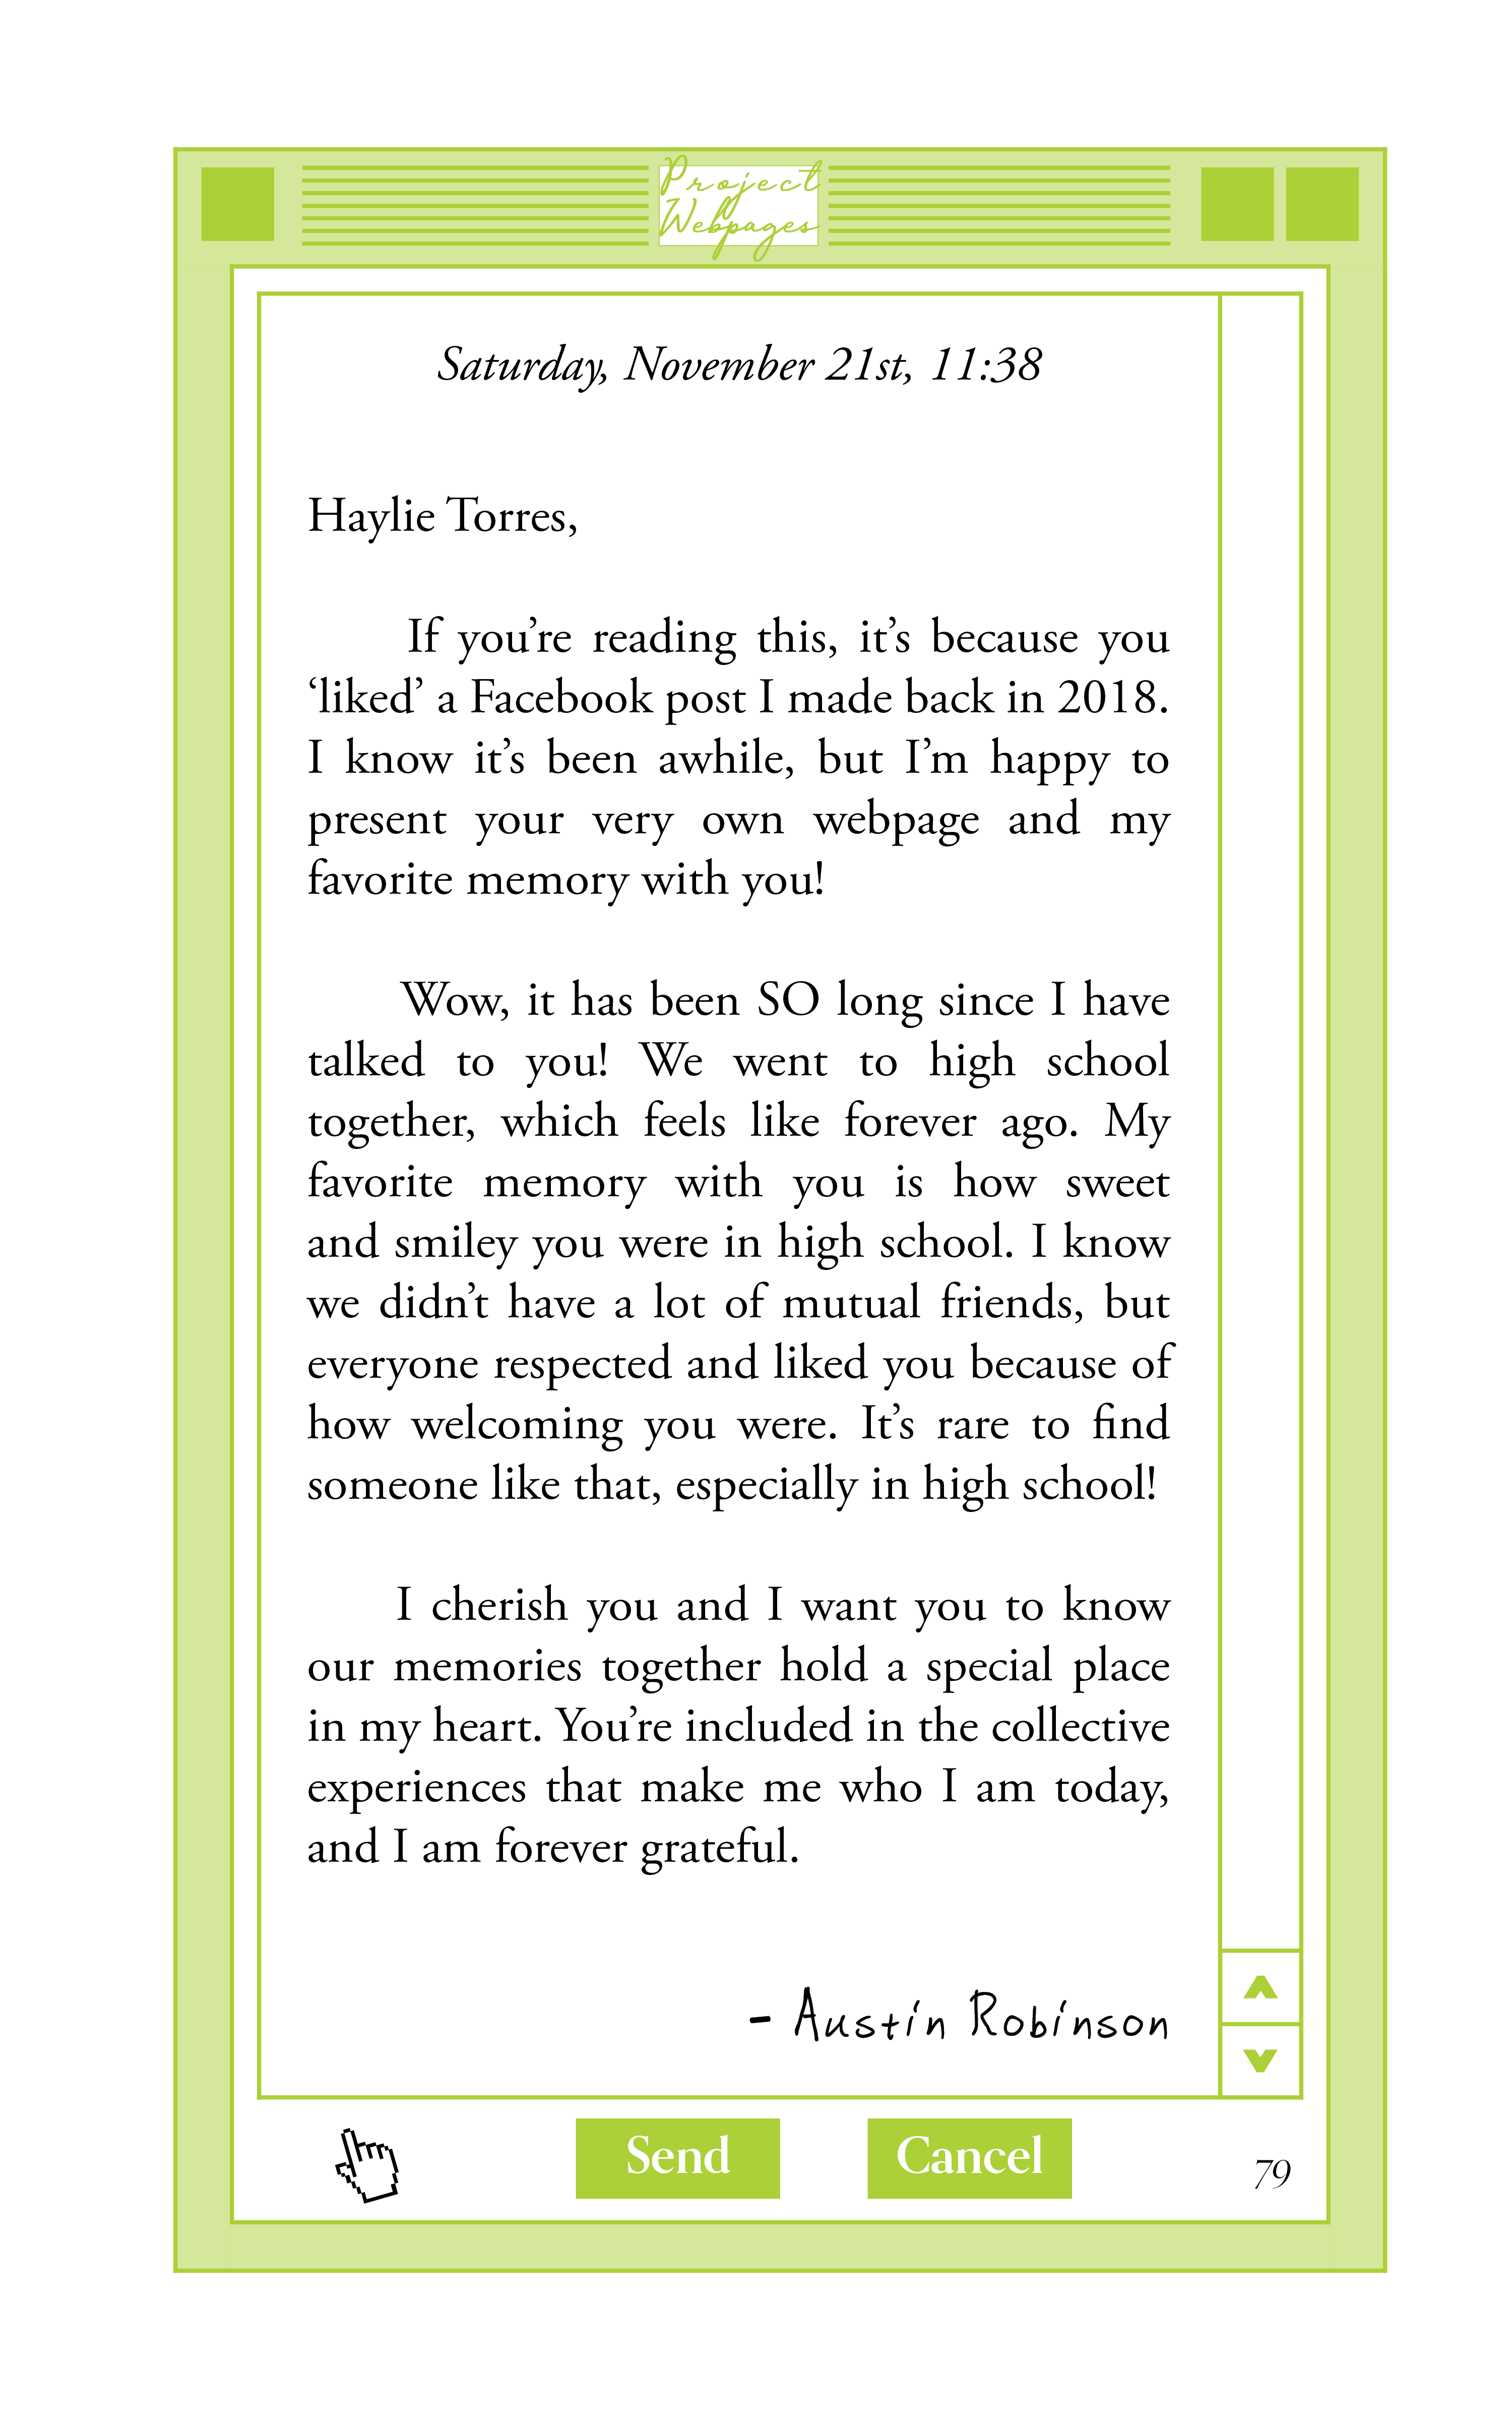 Project
Webpages
Saturday, November 21st, 11:38
Haylie Torres,
If you’re reading this, it’s because you
‘liked’ a Facebook post I made back in 2018.
I know it’s been awhile, but I’m happy to
present your very own webpage and my
favorite memory with you!
Wow, it has been SO long since I have
talked to you! We went to high school
together, which feels like forever ago. My
favorite memory with you is how sweet
and smiley you were in high school. I know
we didn’t have a lot of mutual friends, but
everyone respected and liked you because of
how welcoming you were. It’s rare to find
someone like that, especially in high school!
I cherish you and I want you to know
our memories together hold a special place
in my heart. You’re included in the collective
experiences that make me who I am today,
and I am forever grateful.
- Austin Robinson
Send Cancel
79